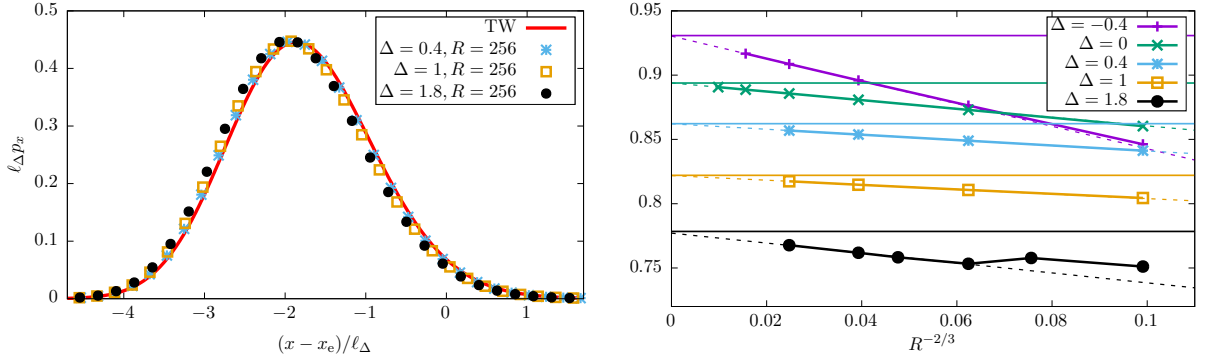 TW
Δ = 0.4, R = 256
Δ = 1, R = 256
Δ = 1.8, R = 256
0.5
0.4
0.3
0.2
0.1
0
−4
−3
−2
−1
0
1
(x − xₑ)/ℓ_Δ
ℓ_Δ pₓ
Δ = −0.4
Δ = 0
Δ = 0.4
Δ = 1
Δ = 1.8
0.95
0.9
0.85
0.8
0.75
0
0.02
0.04
0.06
0.08
0.1
R^{−2/3}